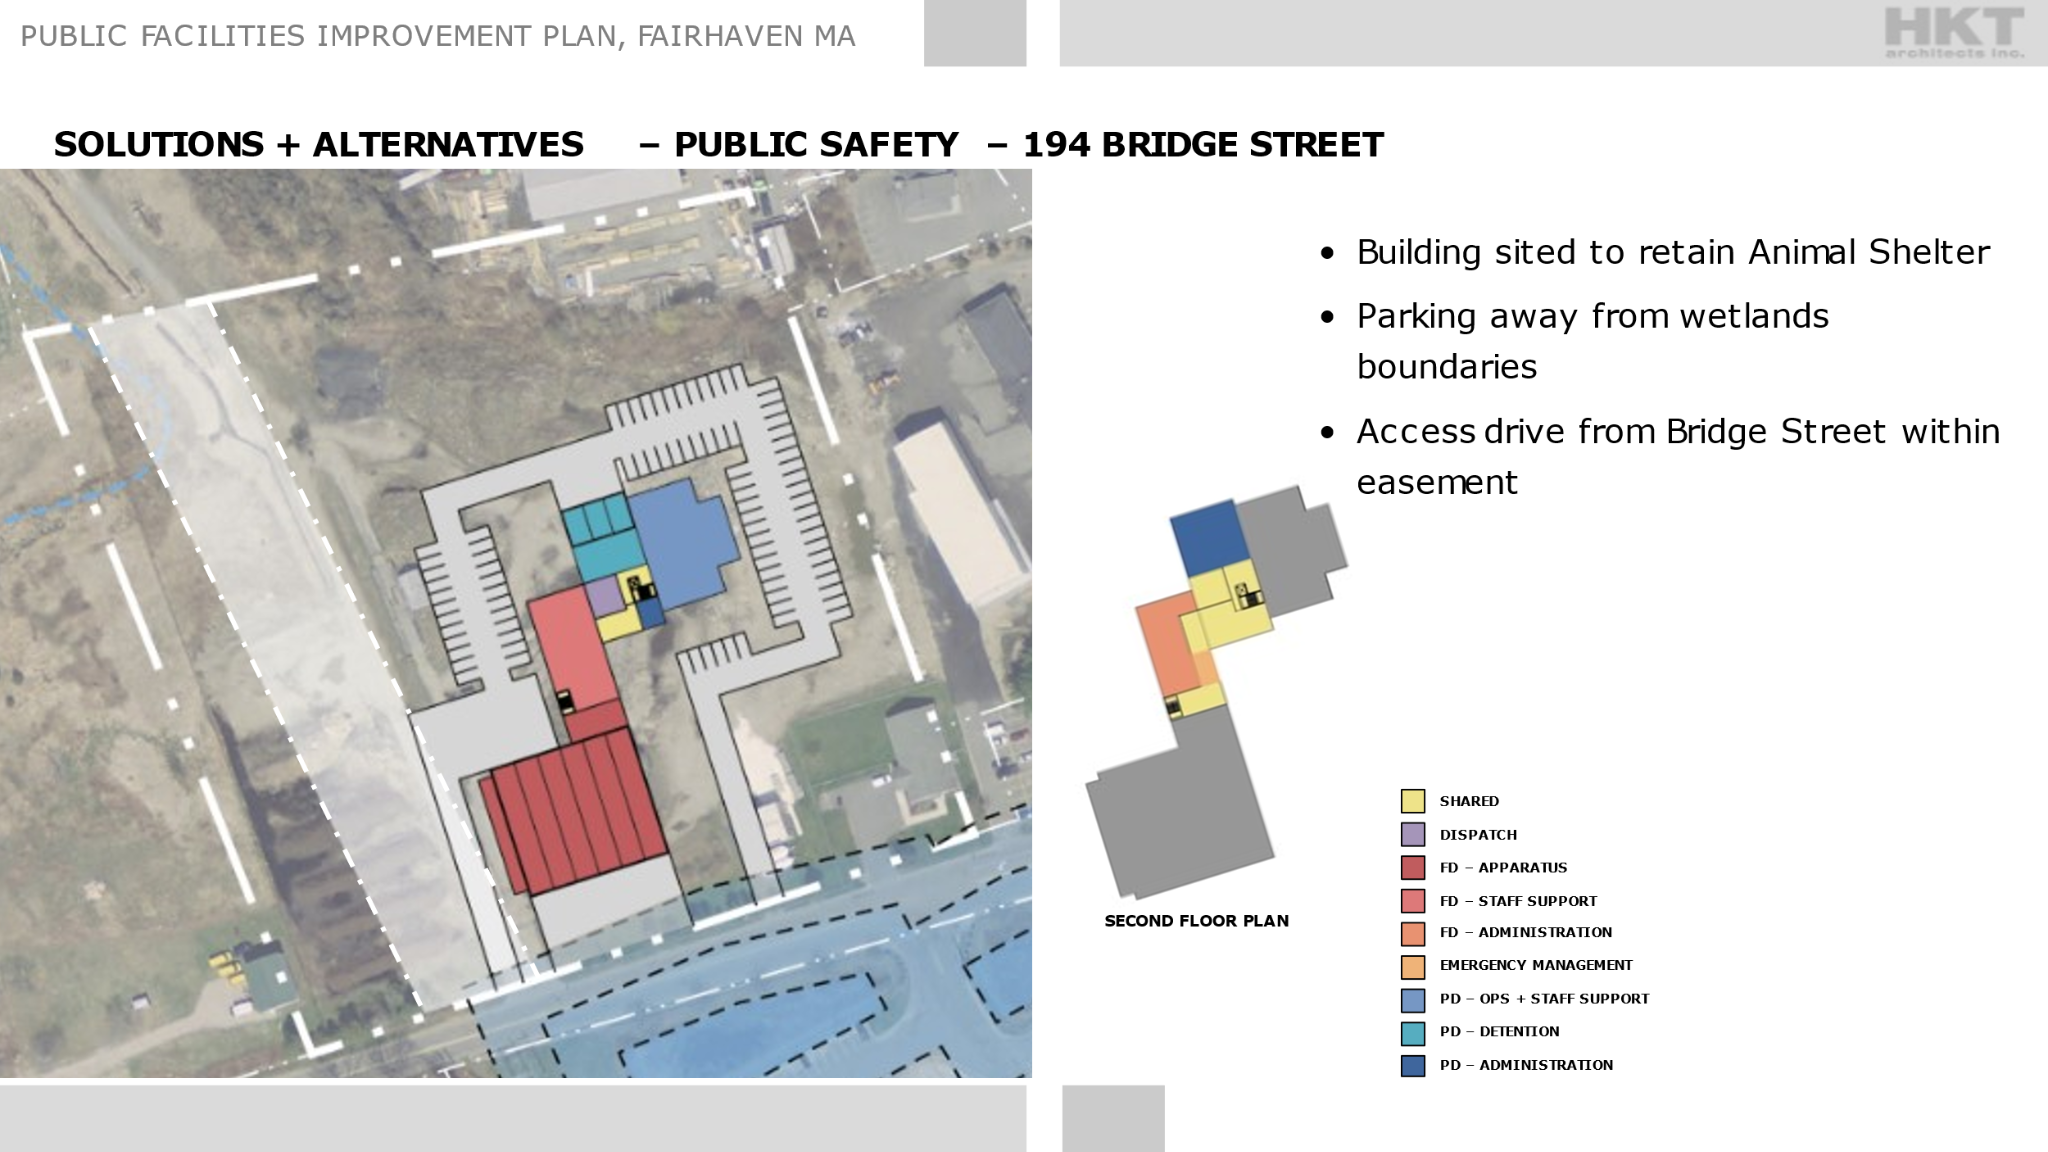 PUBLIC FACILITIES IMPROVEMENT PLAN, FAIRHAVEN MA
HKT
architects inc.
SOLUTIONS + ALTERNATIVES – PUBLIC SAFETY – 194 BRIDGE STREET
• Building sited to retain Animal Shelter
• Parking away from wetlands
boundaries
• Access drive from Bridge Street within
easement
SHARED
DISPATCH
FD – APPARATUS
FD – STAFF SUPPORT
FD – ADMINISTRATION
EMERGENCY MANAGEMENT
PD – OPS + STAFF SUPPORT
PD – DETENTION
PD – ADMINISTRATION
SECOND FLOOR PLAN